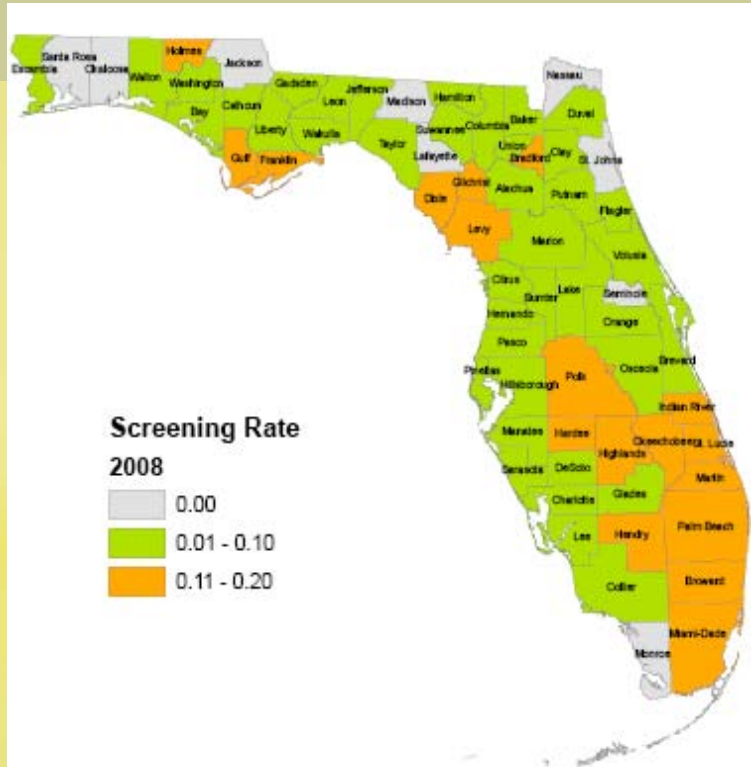 Holmes
Santa Rosa
Jackson
Escambia
Okaloosa
Walton
Washington
Gadsden
Jefferson
Leon
Madison
Hamilton
Nassau
Bay
Calhoun
Liberty
Wakulla
Taylor
Suwannee
Columbia
Baker
Duval
Gulf
Franklin
Lafayette
Union
Bradford
Clay
St. Johns
Dixie
Gilchrist
Alachua
Putnam
Flagler
Levy
Marion
Volusia
Citrus
Sumter
Lake
Seminole
Hernando
Orange
Pasco
Pinellas
Hillsborough
Polk
Osceola
Brevard
Indian River
Manatee
Hardee
Highlands
Okeechobee
St. Lucie
Sarasota
DeSoto
Martin
Charlotte
Glades
Lee
Hendry
Palm Beach
Collier
Broward
Miami-Dade
Monroe
Screening Rate
2008
0.00
0.01 - 0.10
0.11 - 0.20